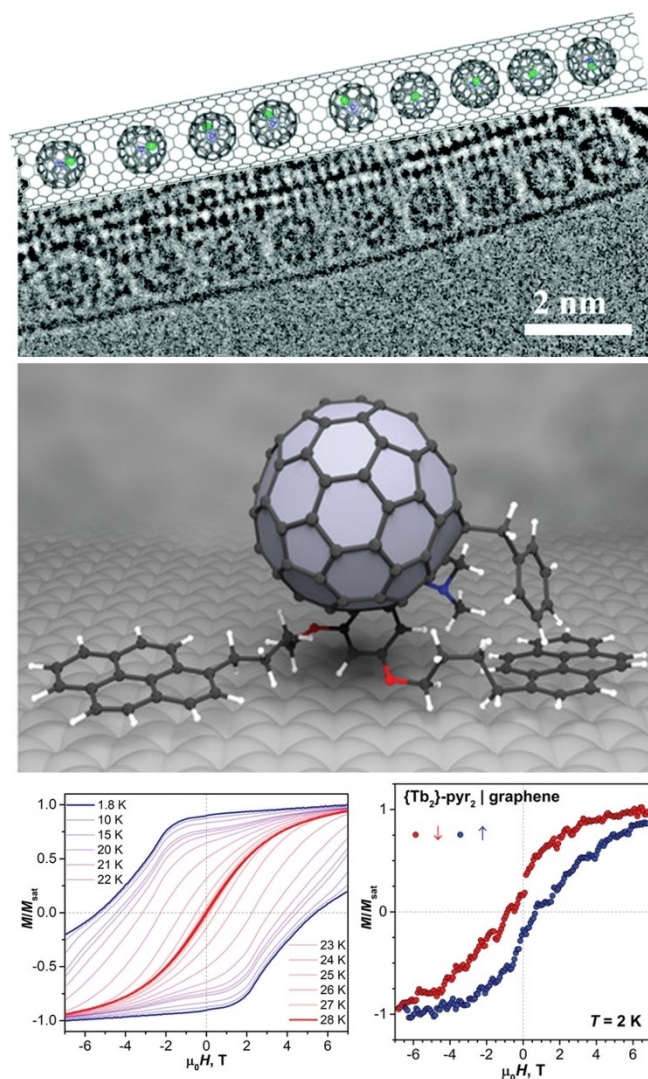 2 nm
1.0
0.5
0.0
-0.5
-1.0
M/Msat
1.8 K
10 K
15 K
20 K
21 K
22 K
23 K
24 K
25 K
26 K
27 K
28 K
-6 -4 -2 0 2 4 6
μ₀H, T
{Tb₂}-pyr₂ | graphene
↓ ↑
1
0
-1
M/Msat
T = 2 K
-6 -4 -2 0 2 4 6
μ₀H, T